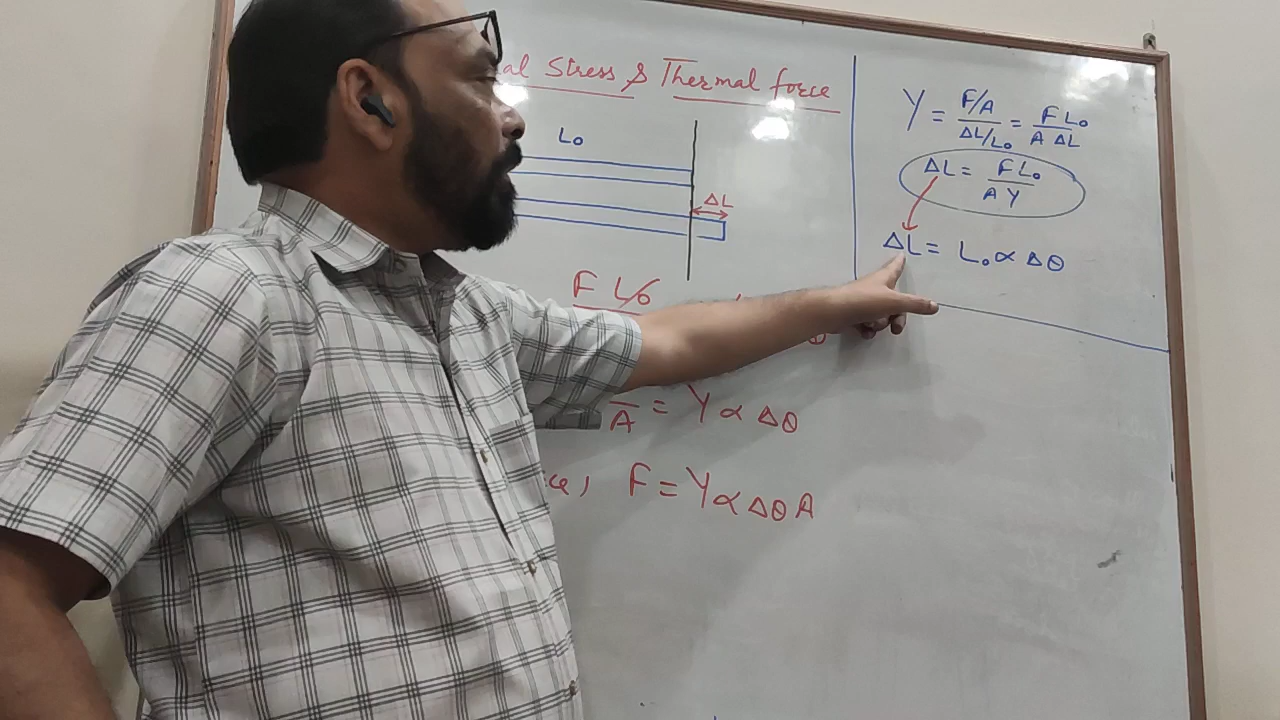 al Stress & Thermal force
L₀
ΔL
F L₀
A = Y α Δθ
F = Y α Δθ A
Y = F/A / ΔL/L₀ = F L₀ / A ΔL
ΔL = F L₀ / A Y
ΔL = L₀ α Δθ